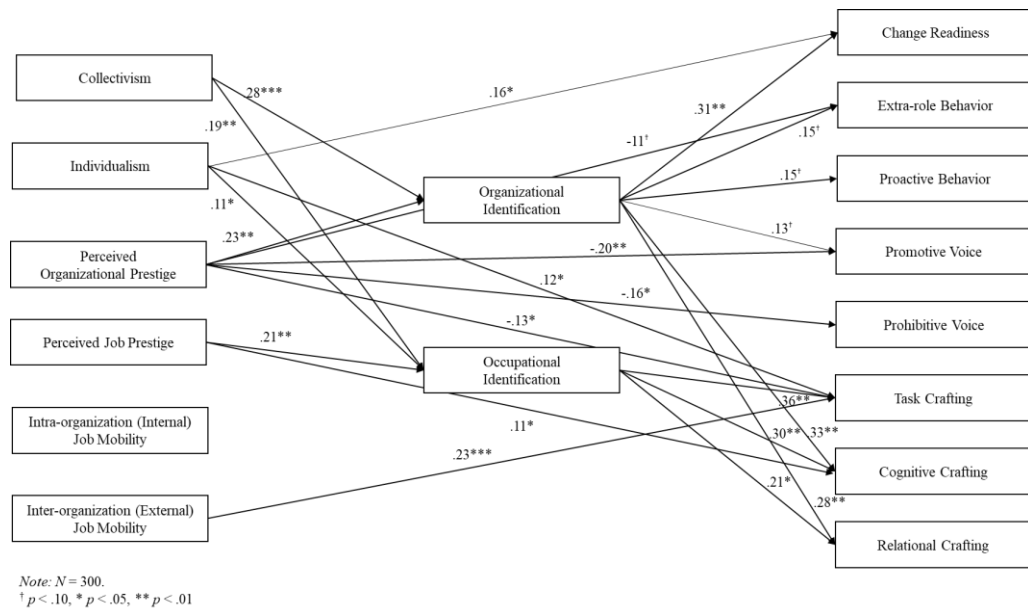 Collectivism
Individualism
Perceived
Organizational Prestige
Perceived Job Prestige
Intra-organization (Internal)
Job Mobility
Inter-organization (External)
Job Mobility
.28***
.19**
.11*
.23**
.21**
Organizational
Identification
Occupational
Identification
.16*
.31**
-11†
.15†
.15†
.13†
-.20**
.12*
-.16*
-.13*
.36**
.30**
.33**
.11*
.23***
.21*
.28**
Change Readiness
Extra-role Behavior
Proactive Behavior
Promotive Voice
Prohibitive Voice
Task Crafting
Cognitive Crafting
Relational Crafting
Note: N = 300.
† p < .10, * p < .05, ** p < .01